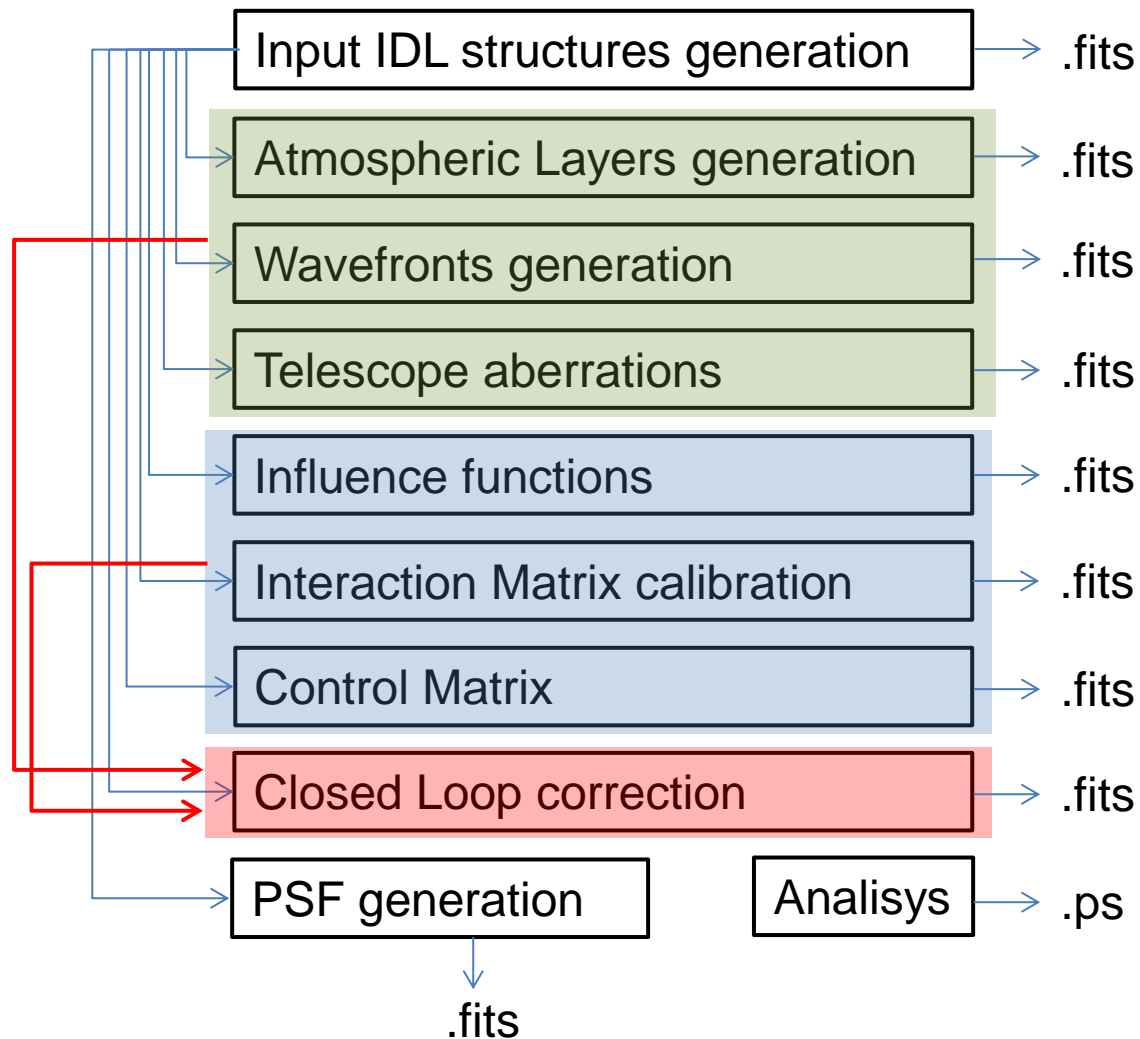 Input IDL structures generation
.fits
Atmospheric Layers generation
.fits
Wavefronts generation
.fits
Telescope aberrations
.fits
Influence functions
.fits
Interaction Matrix calibration
.fits
Control Matrix
.fits
Closed Loop correction
.fits
PSF generation
Analisys
.ps
.fits